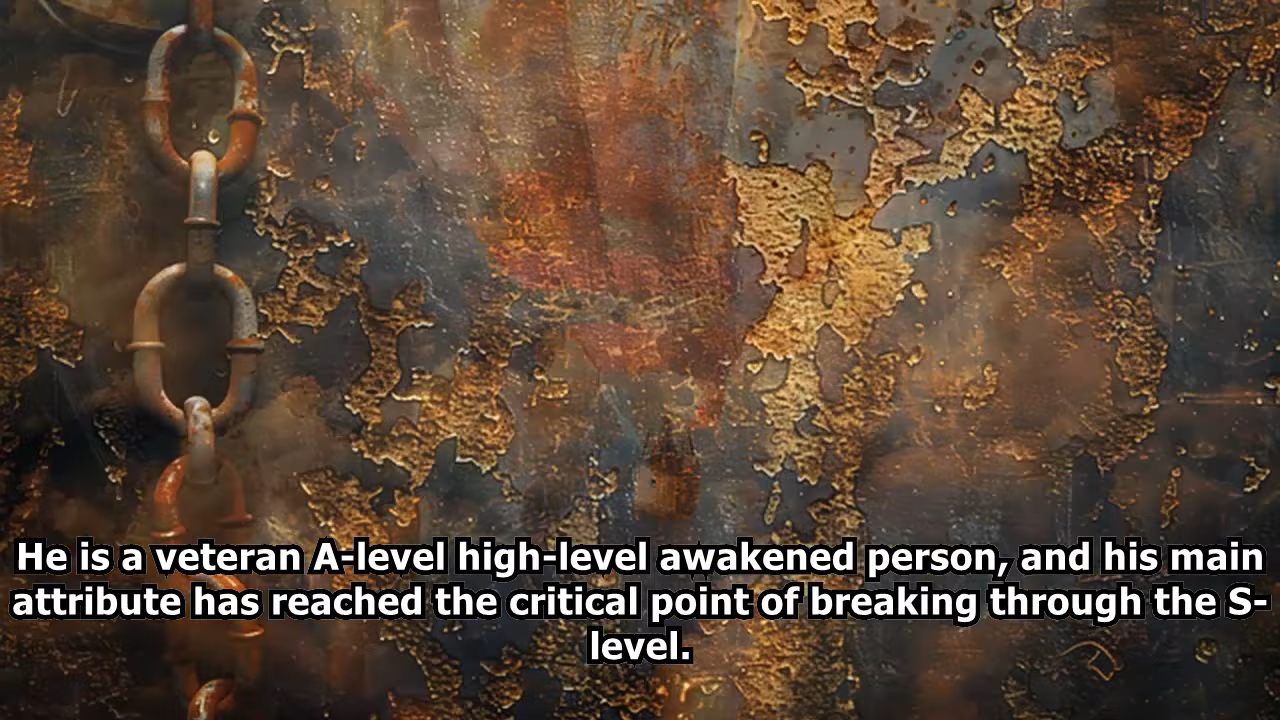 He is a veteran A-level high-level awakened person, and his main
attribute has reached the critical point of breaking through the S-
level.